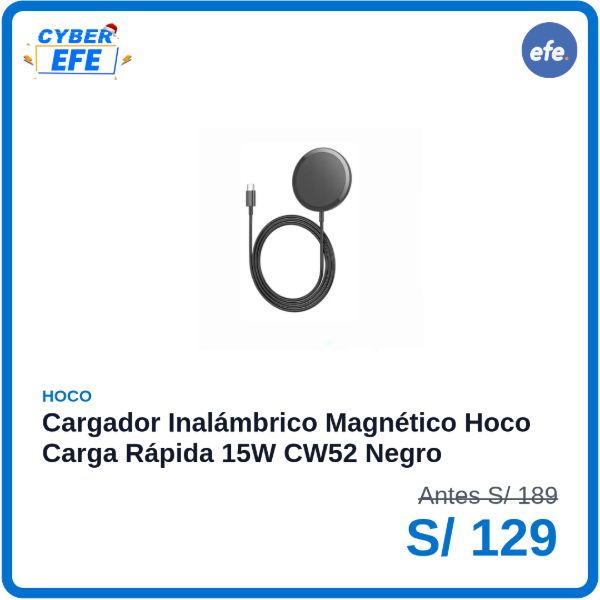 CYBER
EFE
efe.
HOCO
Cargador Inalámbrico Magnético Hoco
Carga Rápida 15W CW52 Negro
Antes S/ 189
S/ 129